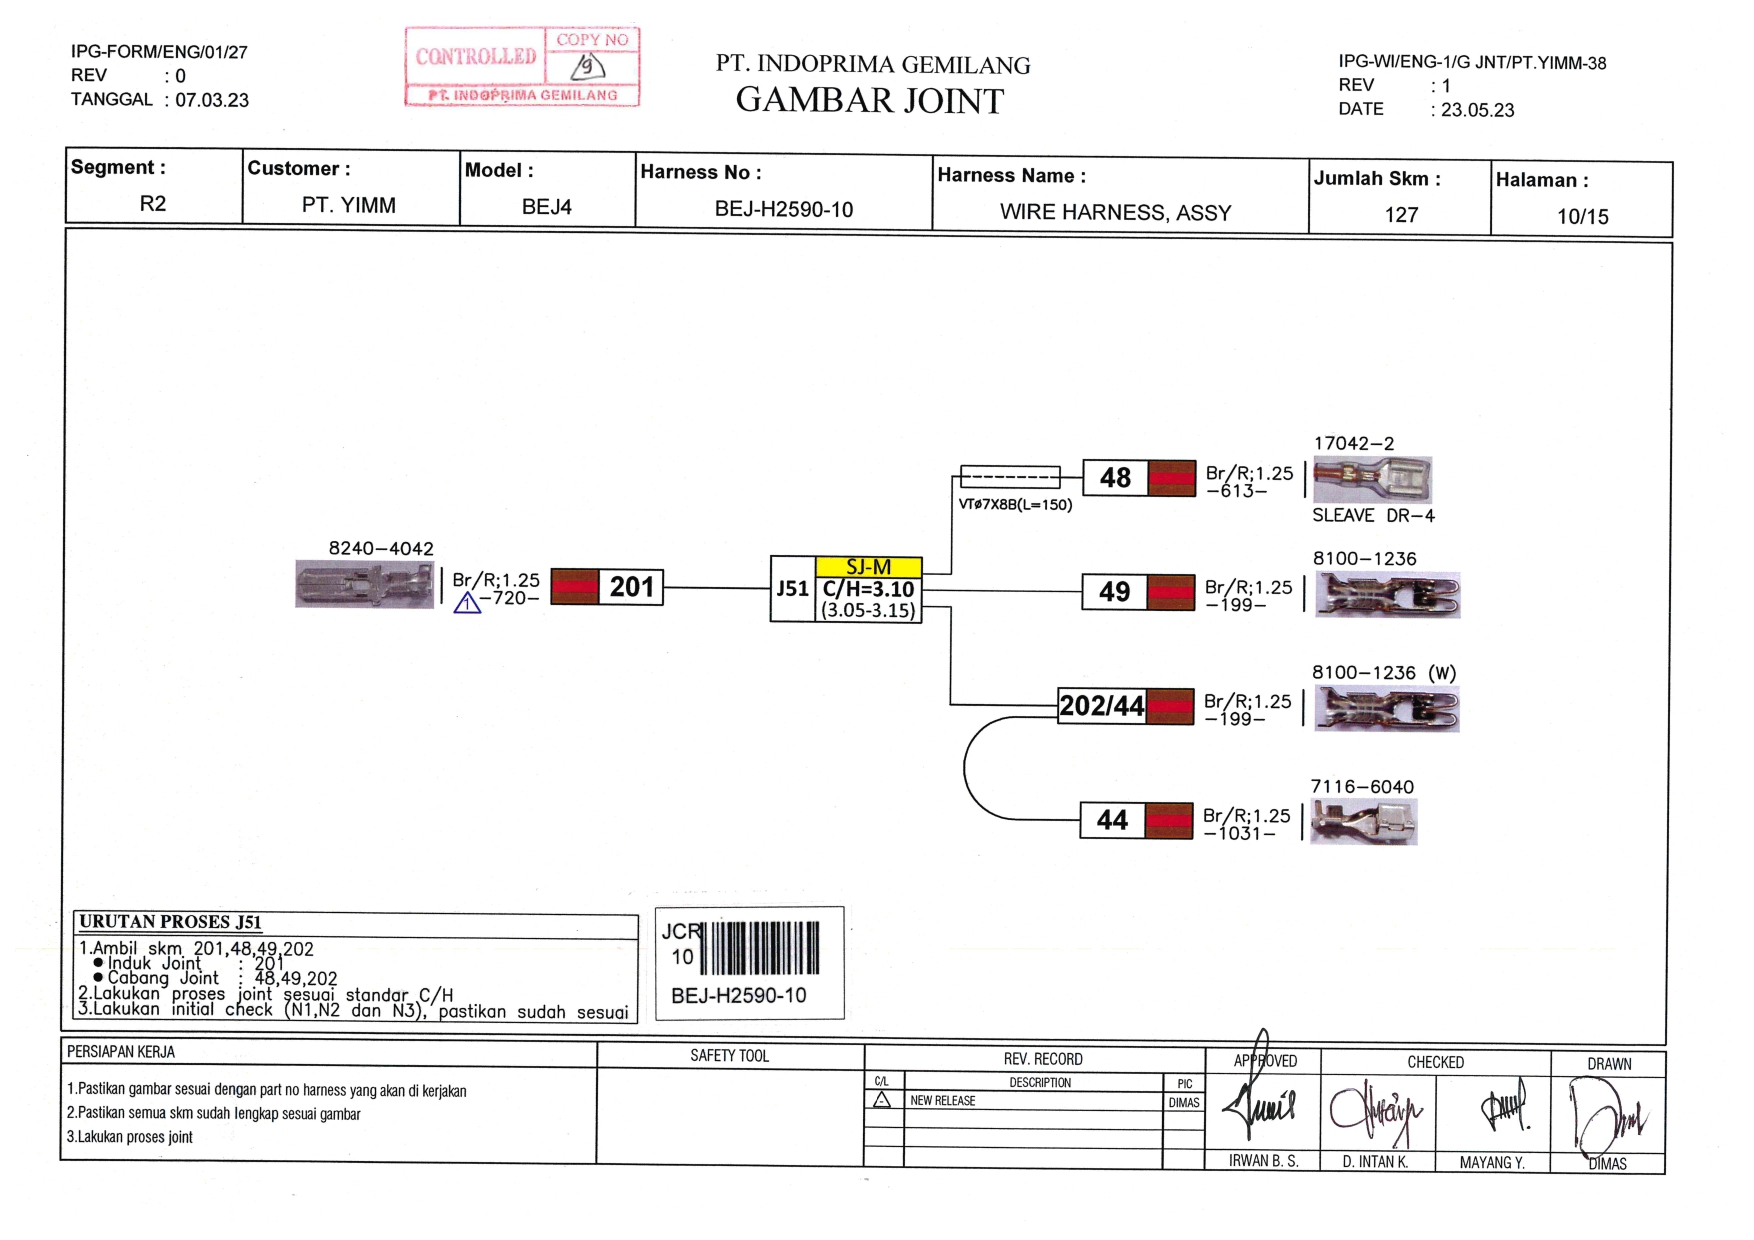 IPG-FORM/ENG/01/27
REV : 0
TANGGAL : 07.03.23
CONTROLLED
COPY NO
19
PT. INDOPRIMA GEMILANG
PT. INDOPRIMA GEMILANG
GAMBAR JOINT
IPG-WI/ENG-1/G JNT/PT.YIMM-38
REV : 1
DATE : 23.05.23
Segment : Customer : Model : Harness No : Harness Name : Jumlah Skm : Halaman :
R2 PT. YIMM BEJ4 BEJ-H2590-10 WIRE HARNESS, ASSY 127 10/15
8240-4042
Br/R;1.25
1 -720-
201
J51
SJ-M
C/H=3.10
(3.05-3.15)
VTø7X8B(L=150)
48
Br/R;1.25
-613-
17042-2
SLEAVE DR-4
49
Br/R;1.25
-199-
8100-1236
202/44
Br/R;1.25
-199-
8100-1236 (W)
44
Br/R;1.25
-1031-
7116-6040
URUTAN PROSES J51
1.Ambil skm 201,48,49,202
● Induk Joint : 201
● Cabang Joint : 48,49,202
2.Lakukan proses joint sesuai standar C/H
3.Lakukan initial check (N1,N2 dan N3), pastikan sudah sesuai
JCR
10
BEJ-H2590-10
PERSIAPAN KERJA
1.Pastikan gambar sesuai dengan part no harness yang akan di kerjakan
2.Pastikan semua skm sudah lengkap sesuai gambar
3.Lakukan proses joint
SAFETY TOOL
REV. RECORD
C/L DESCRIPTION PIC
NEW RELEASE DIMAS
APPROVED CHECKED DRAWN
IRWAN B. S. D. INTAN K. MAYANG Y. DIMAS